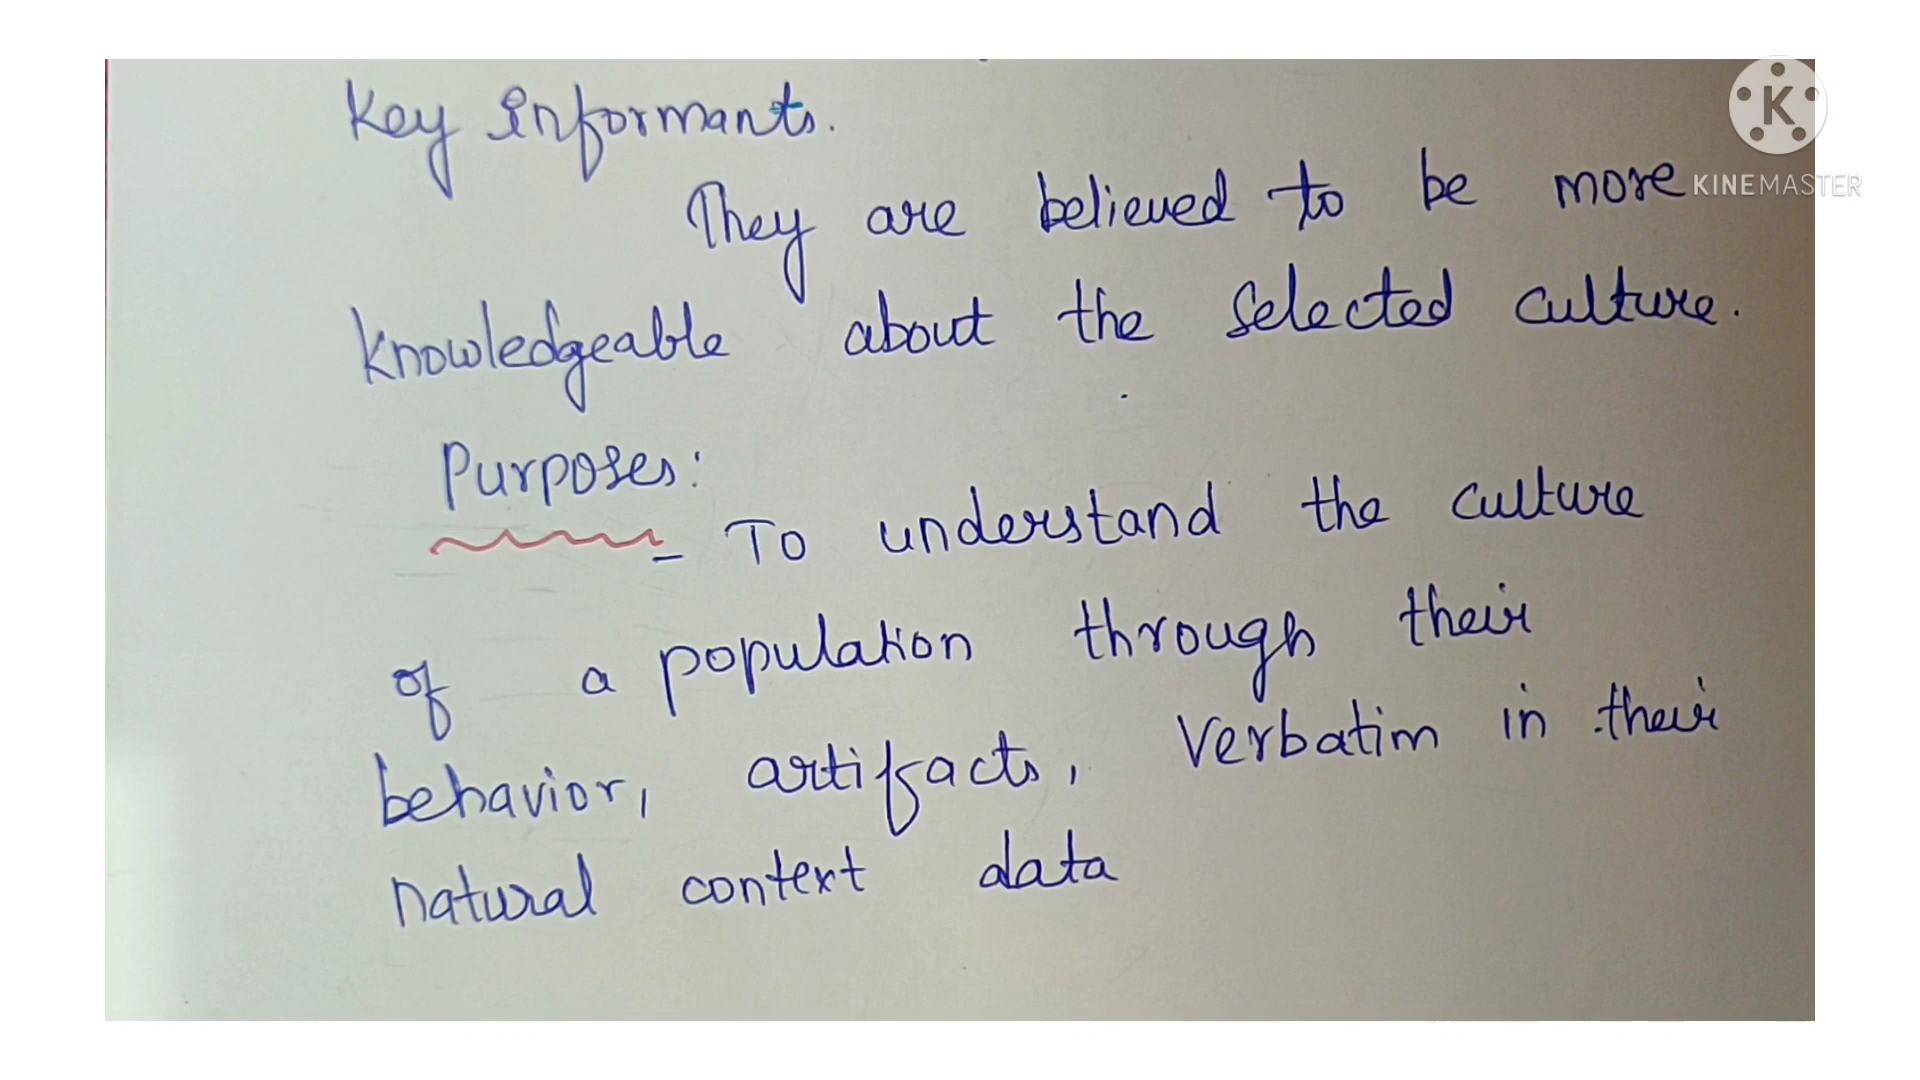 Key Informants.
They are believed to be more
Knowledgeable about the selected culture.
Purposes:
- To understand the culture
of a population through their
behavior, artifacts, Verbatim in their
natural context data
KINEMASTER